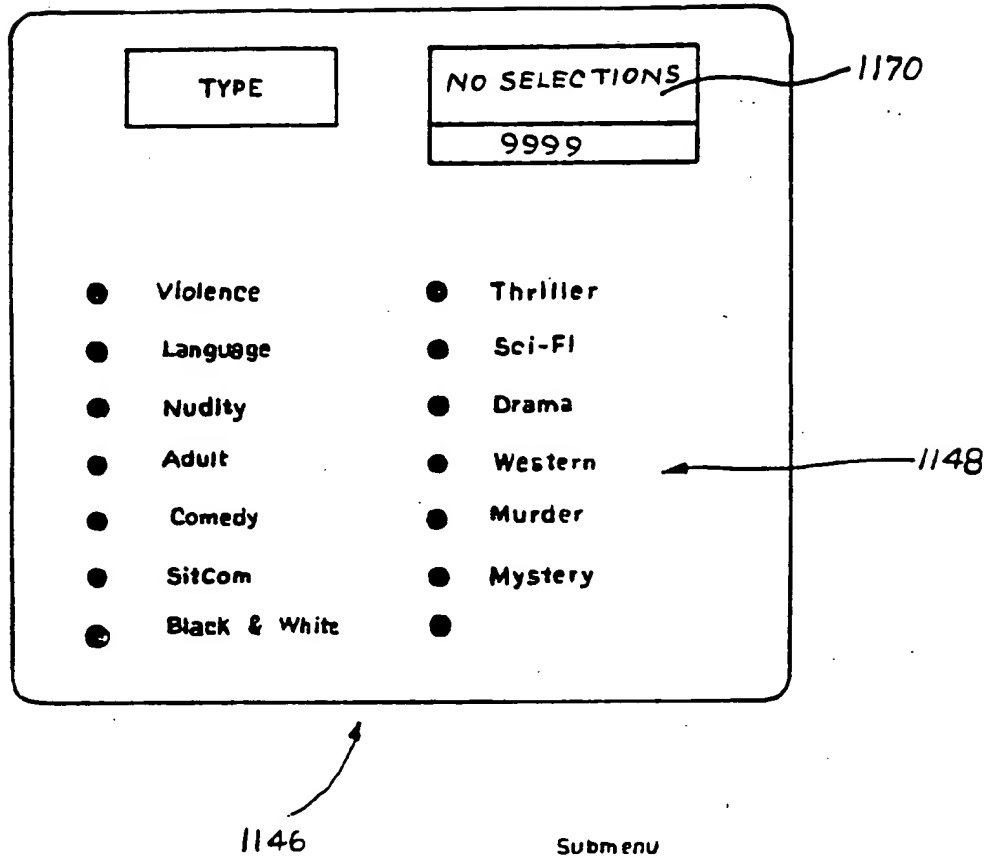 TYPE
NO SELECTIONS
1170
9999
Violence
Thriller
Language
Sci-Fi
Nudity
Drama
Adult
Western
1148
Comedy
Murder
SitCom
Mystery
Black & White
1146
Submenu